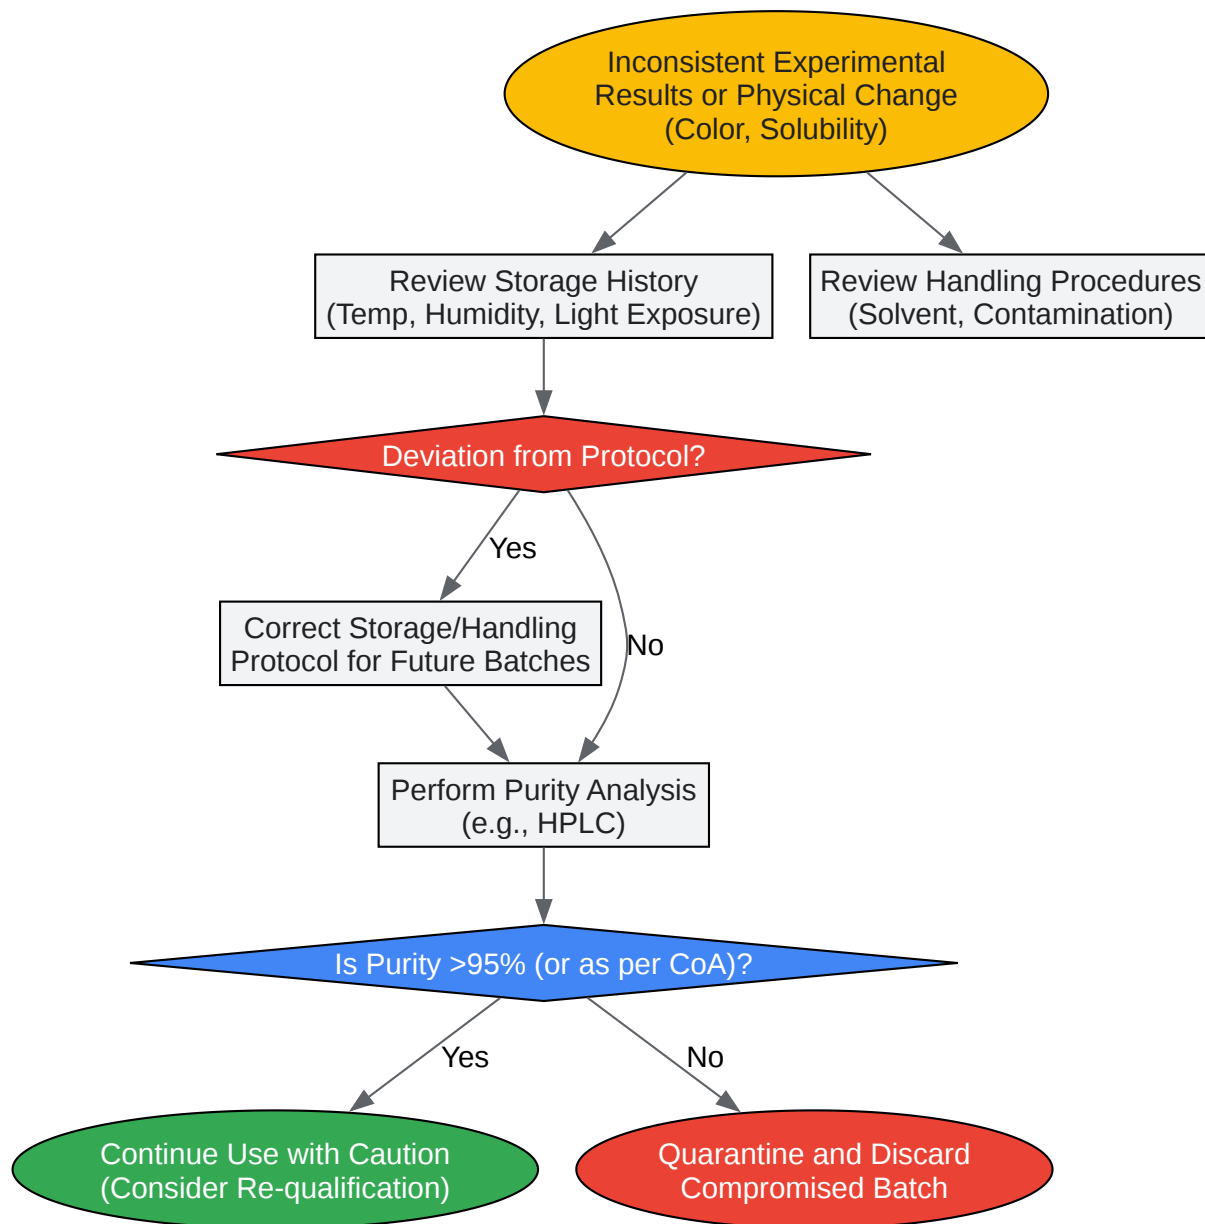 Inconsistent Experimental
Results or Physical Change
(Color, Solubility)
Review Storage History
(Temp, Humidity, Light Exposure)
Review Handling Procedures
(Solvent, Contamination)
Deviation from Protocol?
Yes
Correct Storage/Handling
Protocol for Future Batches
No
Perform Purity Analysis
(e.g., HPLC)
Is Purity >95% (or as per CoA)?
Yes
No
Continue Use with Caution
(Consider Re-qualification)
Quarantine and Discard
Compromised Batch